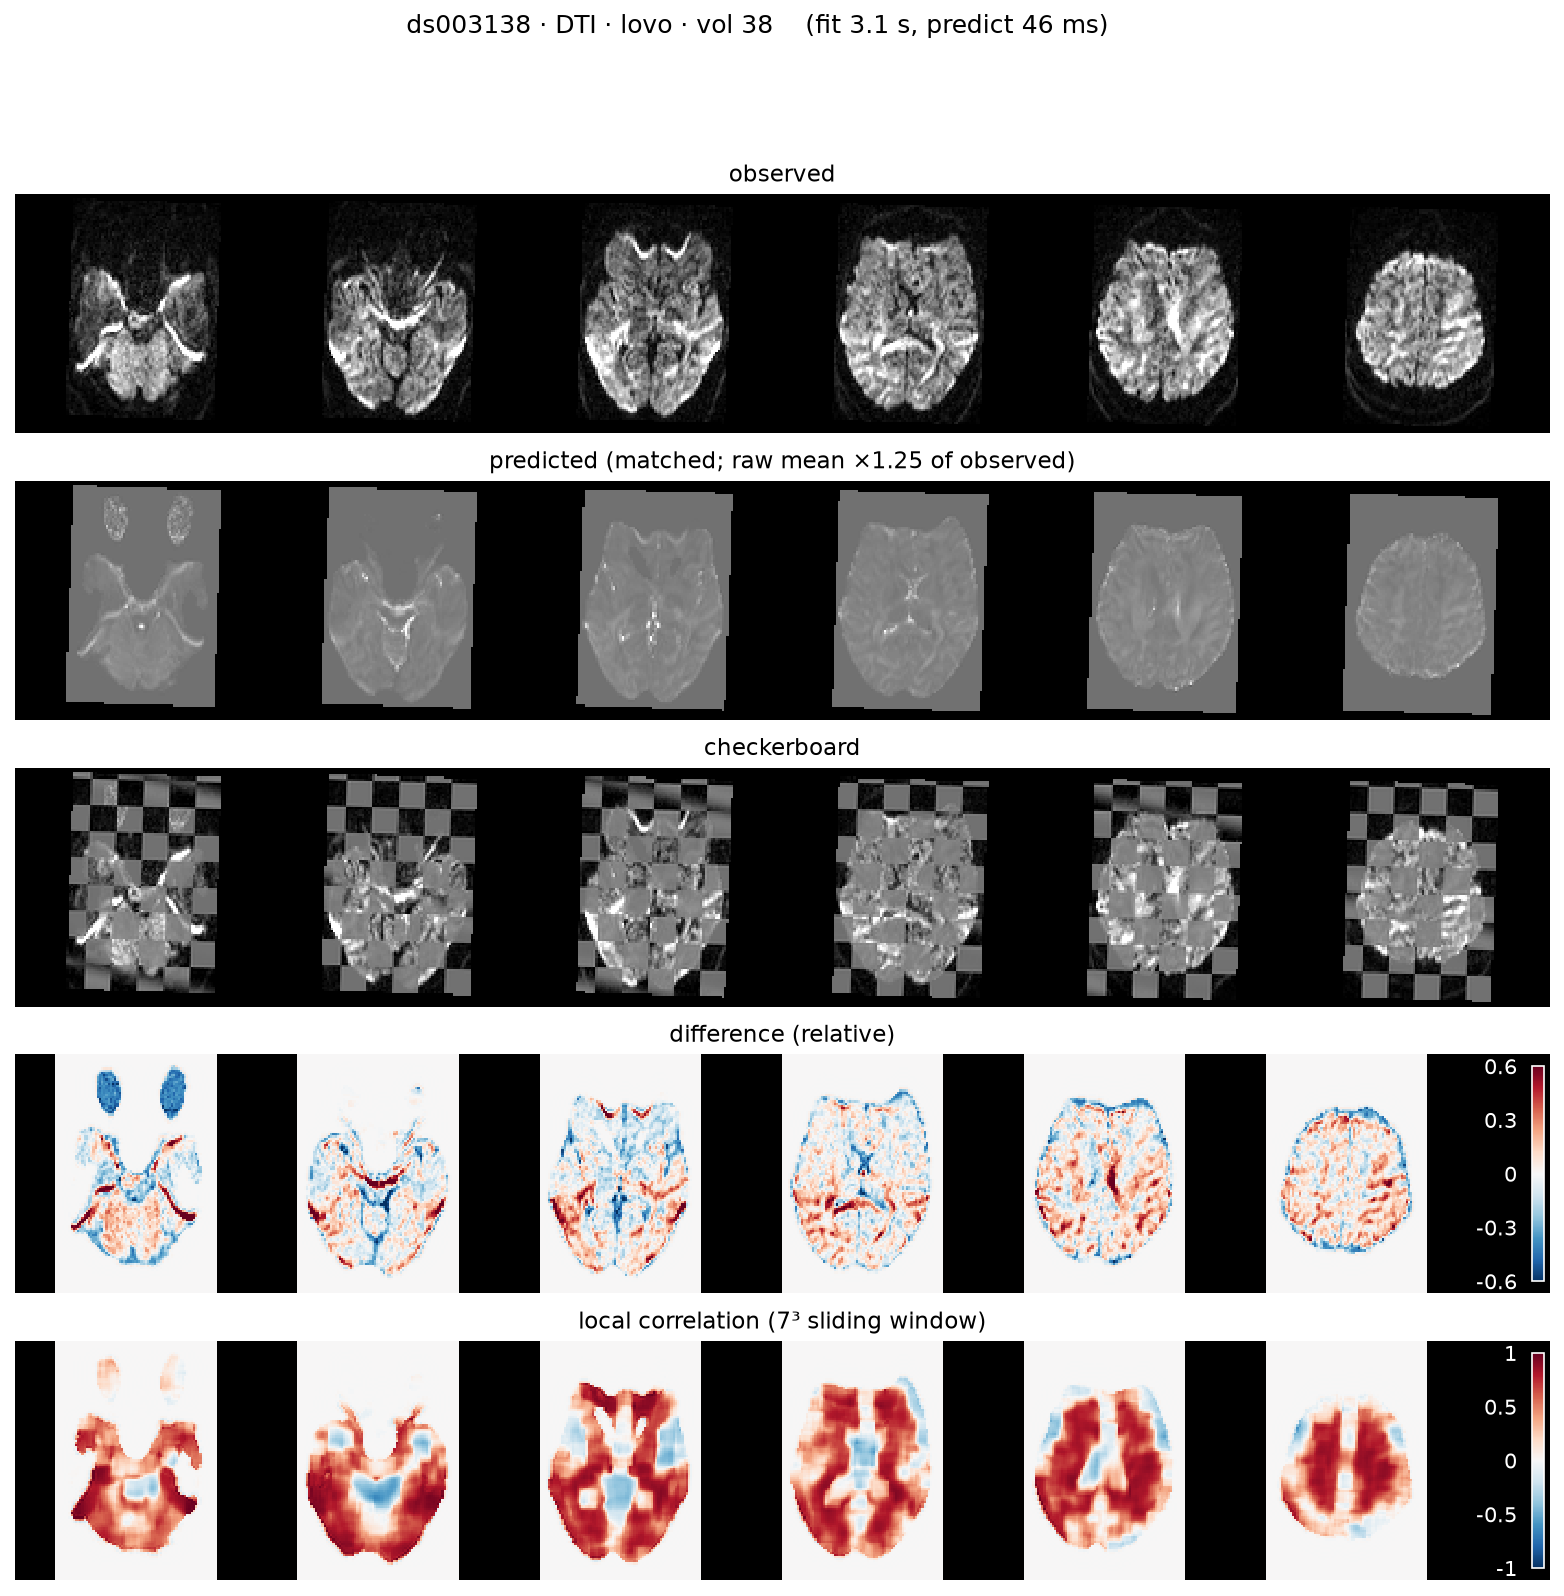 ds003138 · DTI · lovo · vol 38    (fit 3.1 s, predict 46 ms)
observed
predicted (matched; raw mean ×1.25 of observed)
checkerboard
difference (relative)
0.6
0.3
0
-0.3
-0.6
local correlation (7³ sliding window)
1
0.5
0
-0.5
-1